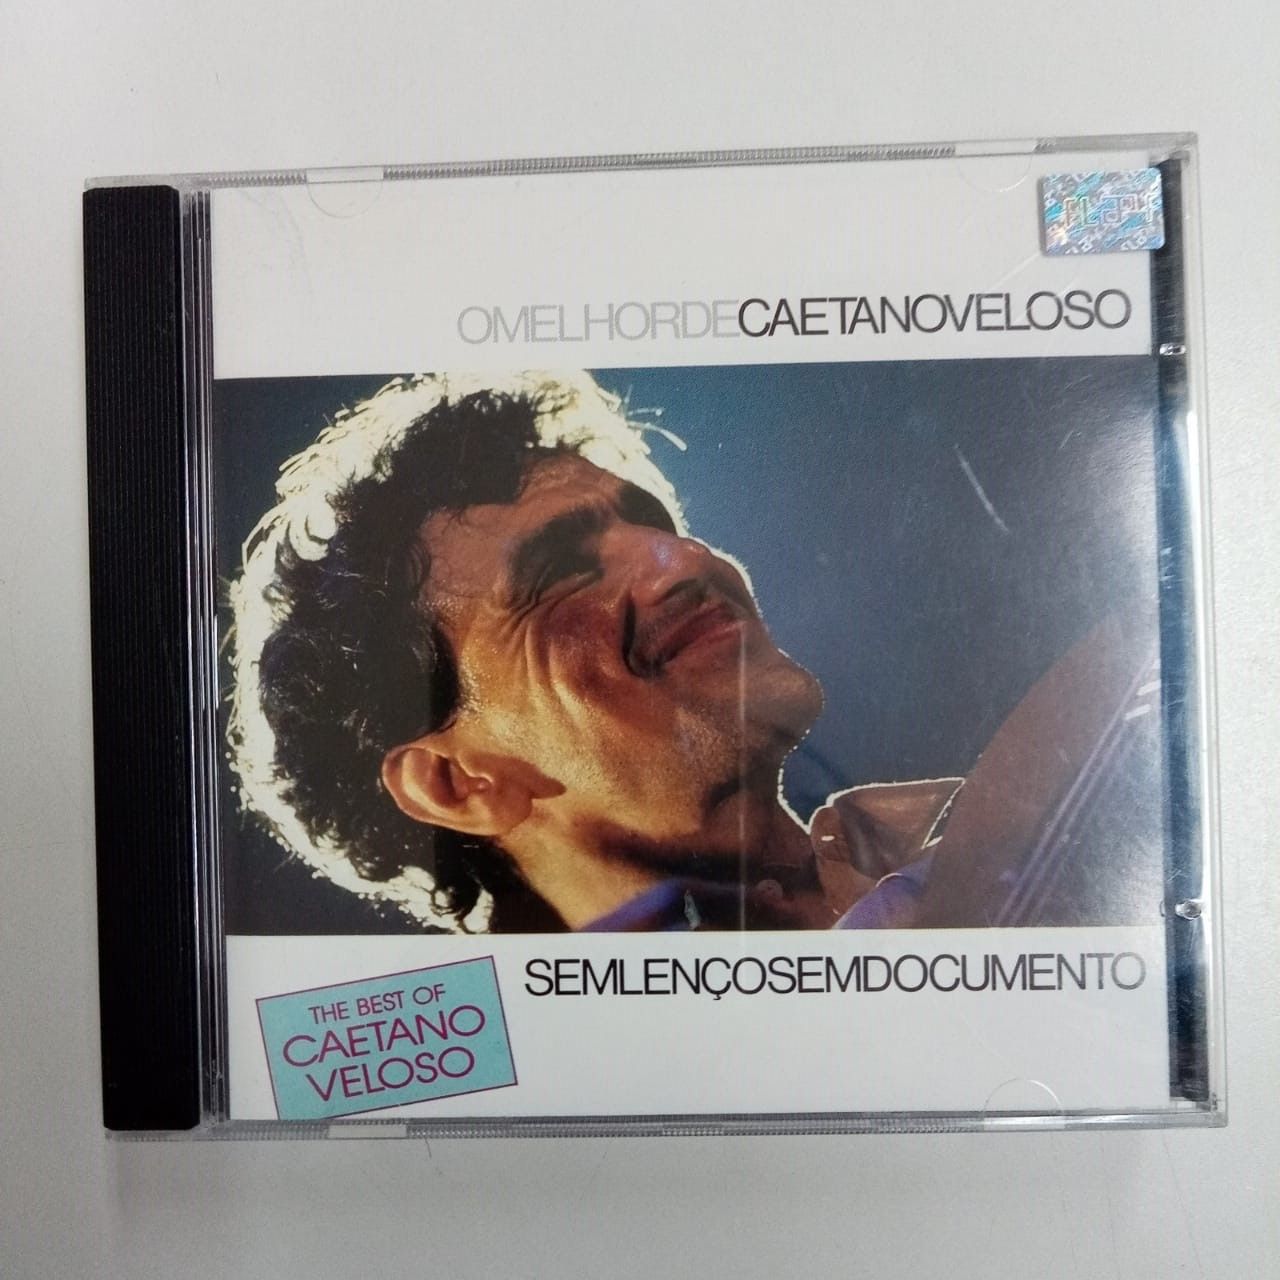 OMELHORDECAETANOVELOSO
SEMLENÇOSEMDOCUMENTO
THE BEST OF
CAETANO
VELOSO